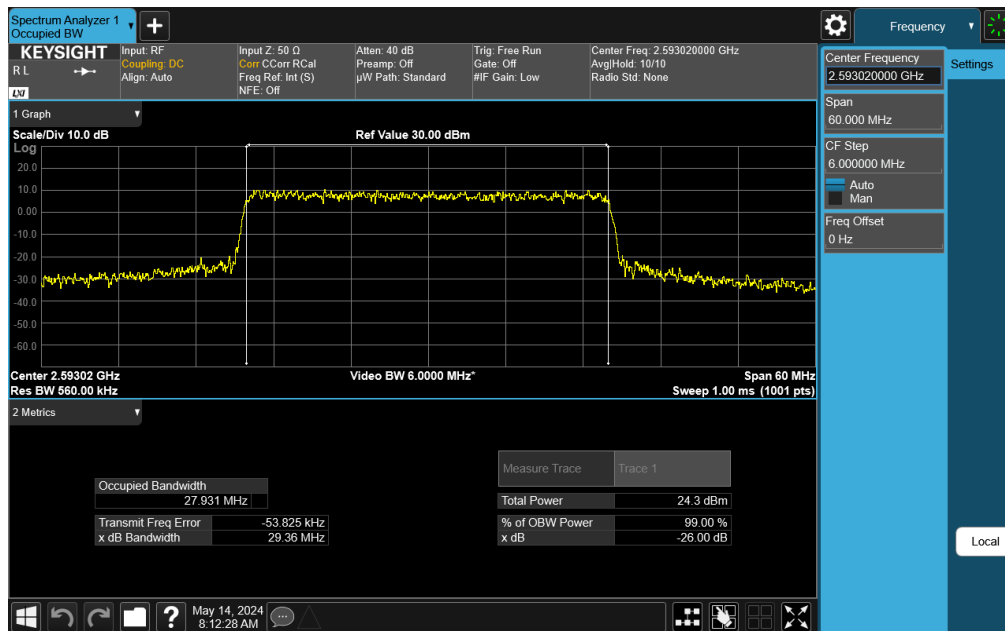 Spectrum Analyzer 1
Occupied BW
+
Frequency
KEYSIGHT
R L
LXI
Input: RF
Coupling: DC
Align: Auto
Input Z: 50 Ω
Corr CCorr RCal
Freq Ref: Int (S)
NFE: Off
Atten: 40 dB
Preamp: Off
µW Path: Standard
Trig: Free Run
Gate: Off
#IF Gain: Low
Center Freq: 2.593020000 GHz
Avg|Hold: 10/10
Radio Std: None
Center Frequency
2.593020000 GHz
Settings
Span
60.000 MHz
CF Step
6.000000 MHz
Auto
Man
Freq Offset
0 Hz
1 Graph
Scale/Div 10.0 dB
Ref Value 30.00 dBm
Log
20.0
10.0
0.00
-10.0
-20.0
-30.0
-40.0
-50.0
-60.0
Center 2.59302 GHz
Video BW 6.0000 MHz*
Span 60 MHz
Res BW 560.00 kHz
Sweep 1.00 ms (1001 pts)
2 Metrics
Measure Trace
Trace 1
Occupied Bandwidth
27.931 MHz
Total Power
24.3 dBm
Transmit Freq Error
-53.825 kHz
% of OBW Power
99.00 %
x dB Bandwidth
29.36 MHz
x dB
-26.00 dB
Local
?
May 14, 2024
8:12:28 AM